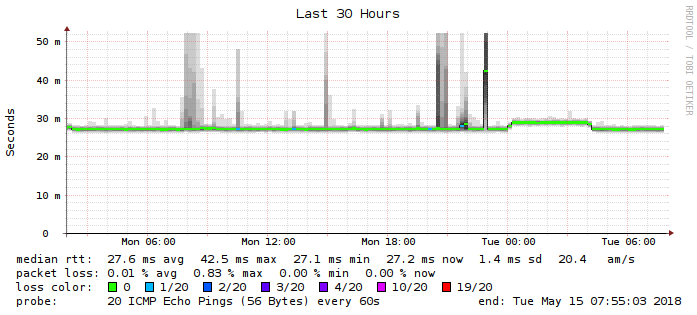 Last 30 Hours
RRDTOOL / TOBI OETIKER
Seconds
50 m
40 m
30 m
20 m
10 m
0
Mon 06:00 Mon 12:00 Mon 18:00 Tue 00:00 Tue 06:00
median rtt: 27.6 ms avg 42.5 ms max 27.1 ms min 27.2 ms now 1.4 ms sd 20.4 am/s
packet loss: 0.01 % avg 0.83 % max 0.00 % min 0.00 % now
loss color: 0 1/20 2/20 3/20 4/20 10/20 19/20
probe: 20 ICMP Echo Pings (56 Bytes) every 60s end: Tue May 15 07:55:03 2018